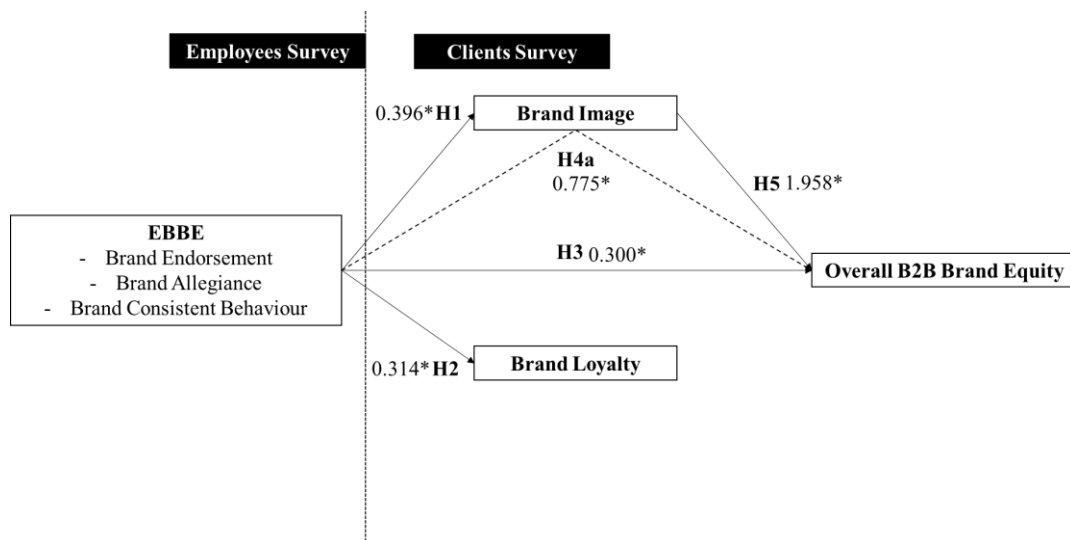 Employees Survey
Clients Survey
0.396* H1
Brand Image
H4a
0.775*
H5 1.958*
EBBE
- Brand Endorsement
- Brand Allegiance
- Brand Consistent Behaviour
H3 0.300*
Overall B2B Brand Equity
0.314* H2
Brand Loyalty